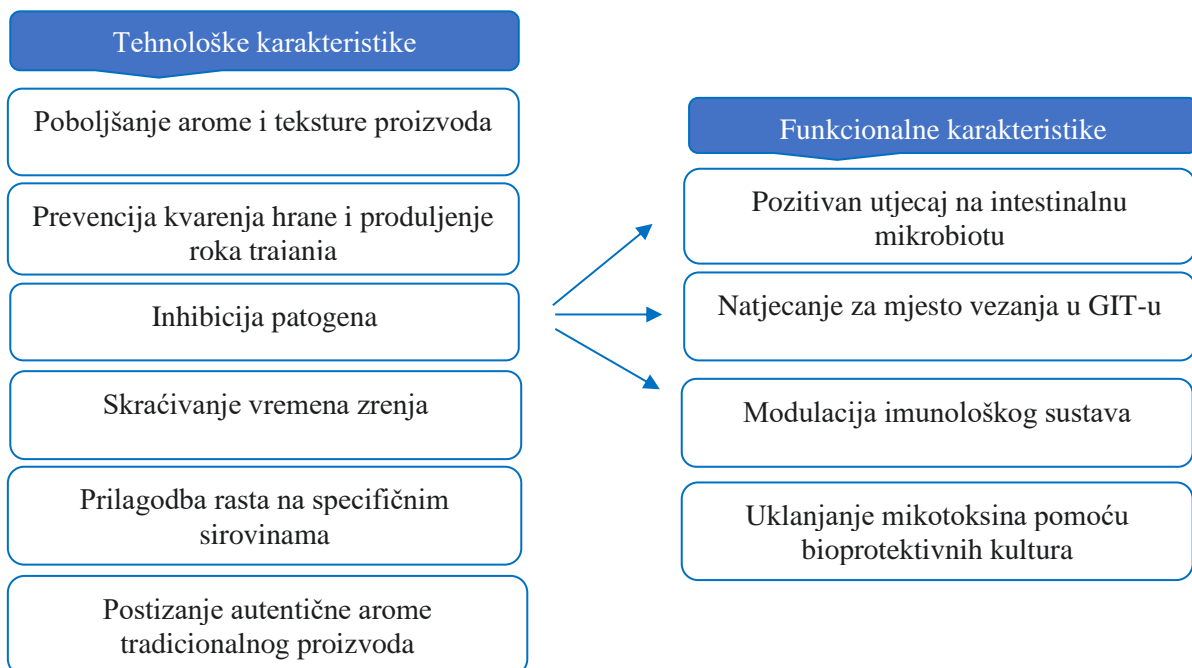 Tehnološke karakteristike
Poboljšanje arome i teksture proizvoda
Prevencija kvarenja hrane i produljenje
roka trajanja
Inhibicija patogena
Skraćivanje vremena zrenja
Prilagodba rasta na specifičnim
sirovinama
Postizanje autentične arome
tradicionalnog proizvoda
Funkcionalne karakteristike
Pozitivan utjecaj na intestinalnu
mikrobiotu
Natjecanje za mjesto vezanja u GIT-u
Modulacija imunološkog sustava
Uklanjanje mikotoksina pomoću
bioprotektivnih kultura